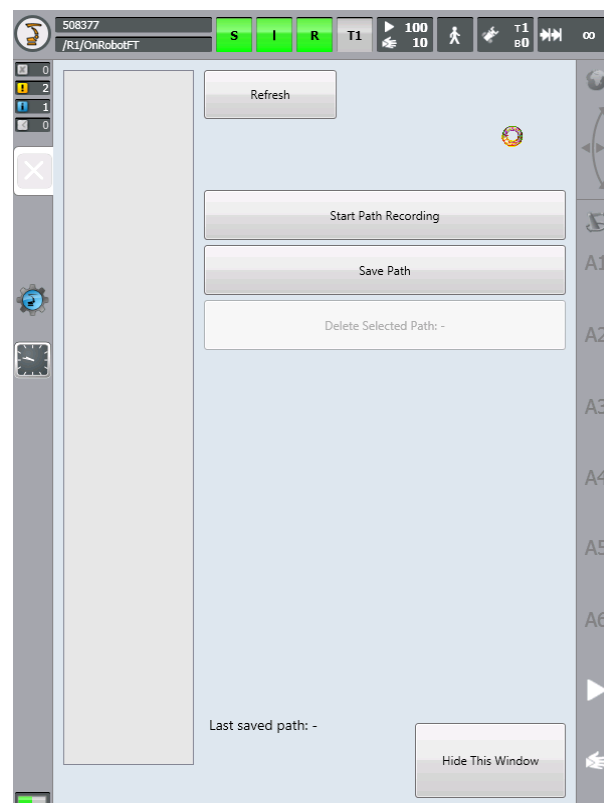 508377
/R1/OnRobotFT
S I R T1 100 10 T1 B0 ∞
0
2
1
0
Refresh
Start Path Recording
Save Path
Delete Selected Path: -
A1
A2
A3
A4
A5
A6
Last saved path: -
Hide This Window